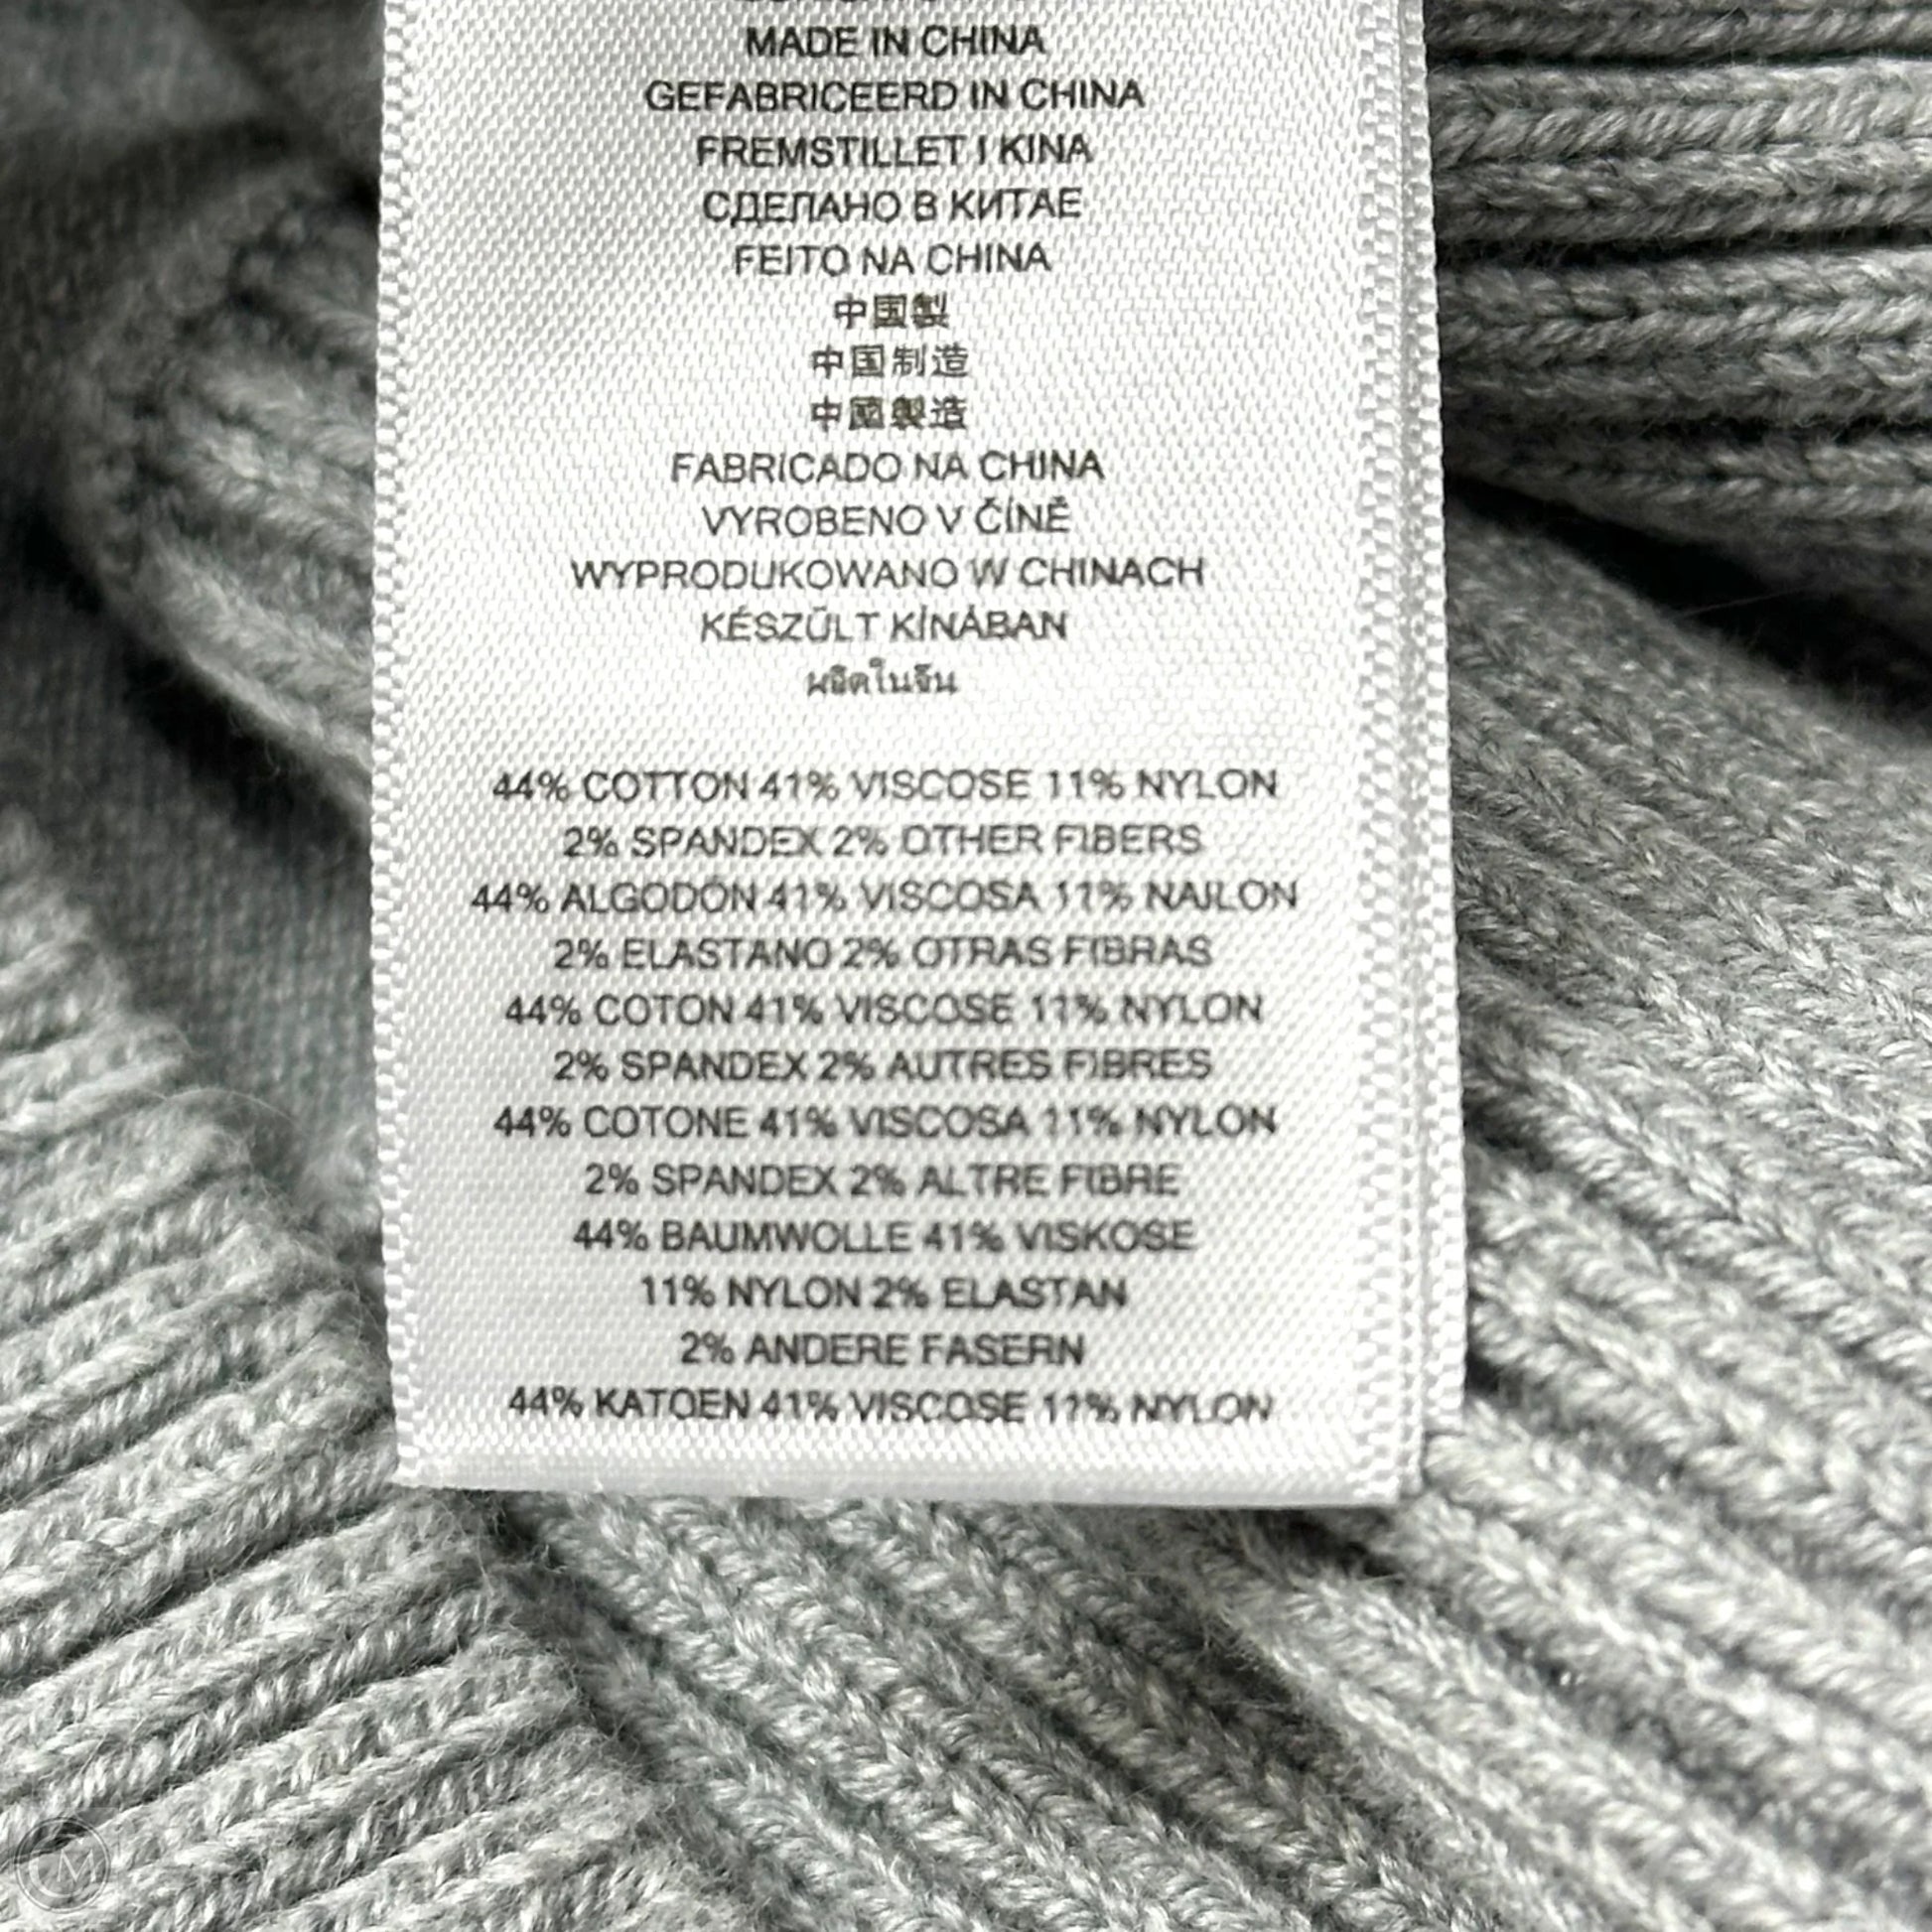 MADE IN CHINA
GEFABRICEERD IN CHINA
FREMSTILLET I KINA
СДЕЛАНО В КИТАЕ
FEITO NA CHINA
中国製
中国制造
中國製造
FABRICADO NA CHINA
VYROBENO V ČÍNĚ
WYPRODUKOWANO W CHINACH
KÉSZÜLT KÍNÁBAN
ผลิตในจีน
44% COTTON 41% VISCOSE 11% NYLON
2% SPANDEX 2% OTHER FIBERS
44% ALGODÓN 41% VISCOSA 11% NAILON
2% ELASTANO 2% OTRAS FIBRAS
44% COTON 41% VISCOSE 11% NYLON
2% SPANDEX 2% AUTRES FIBRES
44% COTONE 41% VISCOSA 11% NYLON
2% SPANDEX 2% ALTRE FIBRE
44% BAUMWOLLE 41% VISKOSE
11% NYLON 2% ELASTAN
2% ANDERE FASERN
44% KATOEN 41% VISCOSE 11% NYLON
CM